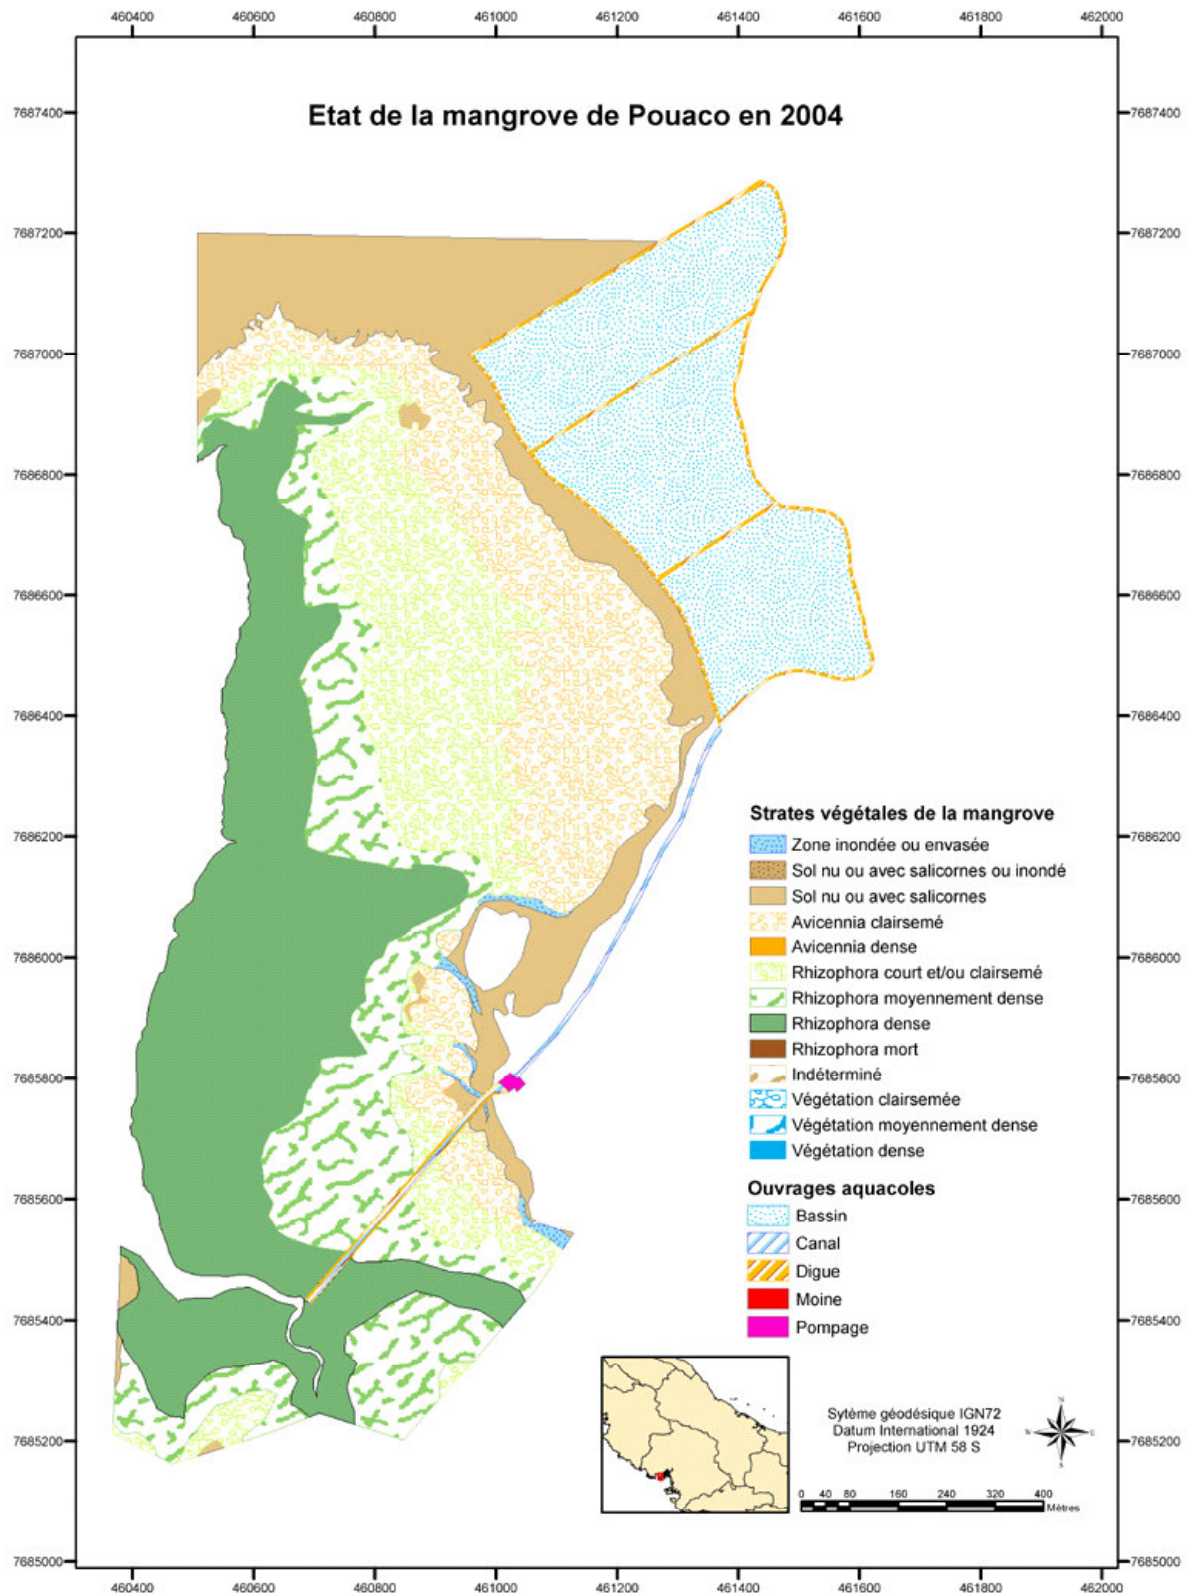 460400 460600 460800 461000 461200 461400 461600 461800 462000
Etat de la mangrove de Pouaco en 2004
7687400 7687400
7687200 7687200
7687000 7687000
7686800 7686800
7686600 7686600
7686400 7686400
7686200 7686200
7686000 7686000
7685800 7685800
7685600 7685600
7685400 7685400
7685200 7685200
7685000 7685000
Strates végétales de la mangrove
Zone inondée ou envasée
Sol nu ou avec salicornes ou inondé
Sol nu ou avec salicornes
Avicennia clairsemé
Avicennia dense
Rhizophora court et/ou clairsemé
Rhizophora moyennement dense
Rhizophora dense
Rhizophora mort
Indéterminé
Végétation clairsemée
Végétation moyennement dense
Végétation dense
Ouvrages aquacoles
Bassin
Canal
Digue
Moine
Pompage
Sytème géodésique IGN72
Datum International 1924
Projection UTM 58 S
N
W E
S
0 40 80 160 240 320 400
Mètres
460400 460600 460800 461000 461200 461400 461600 461800 462000